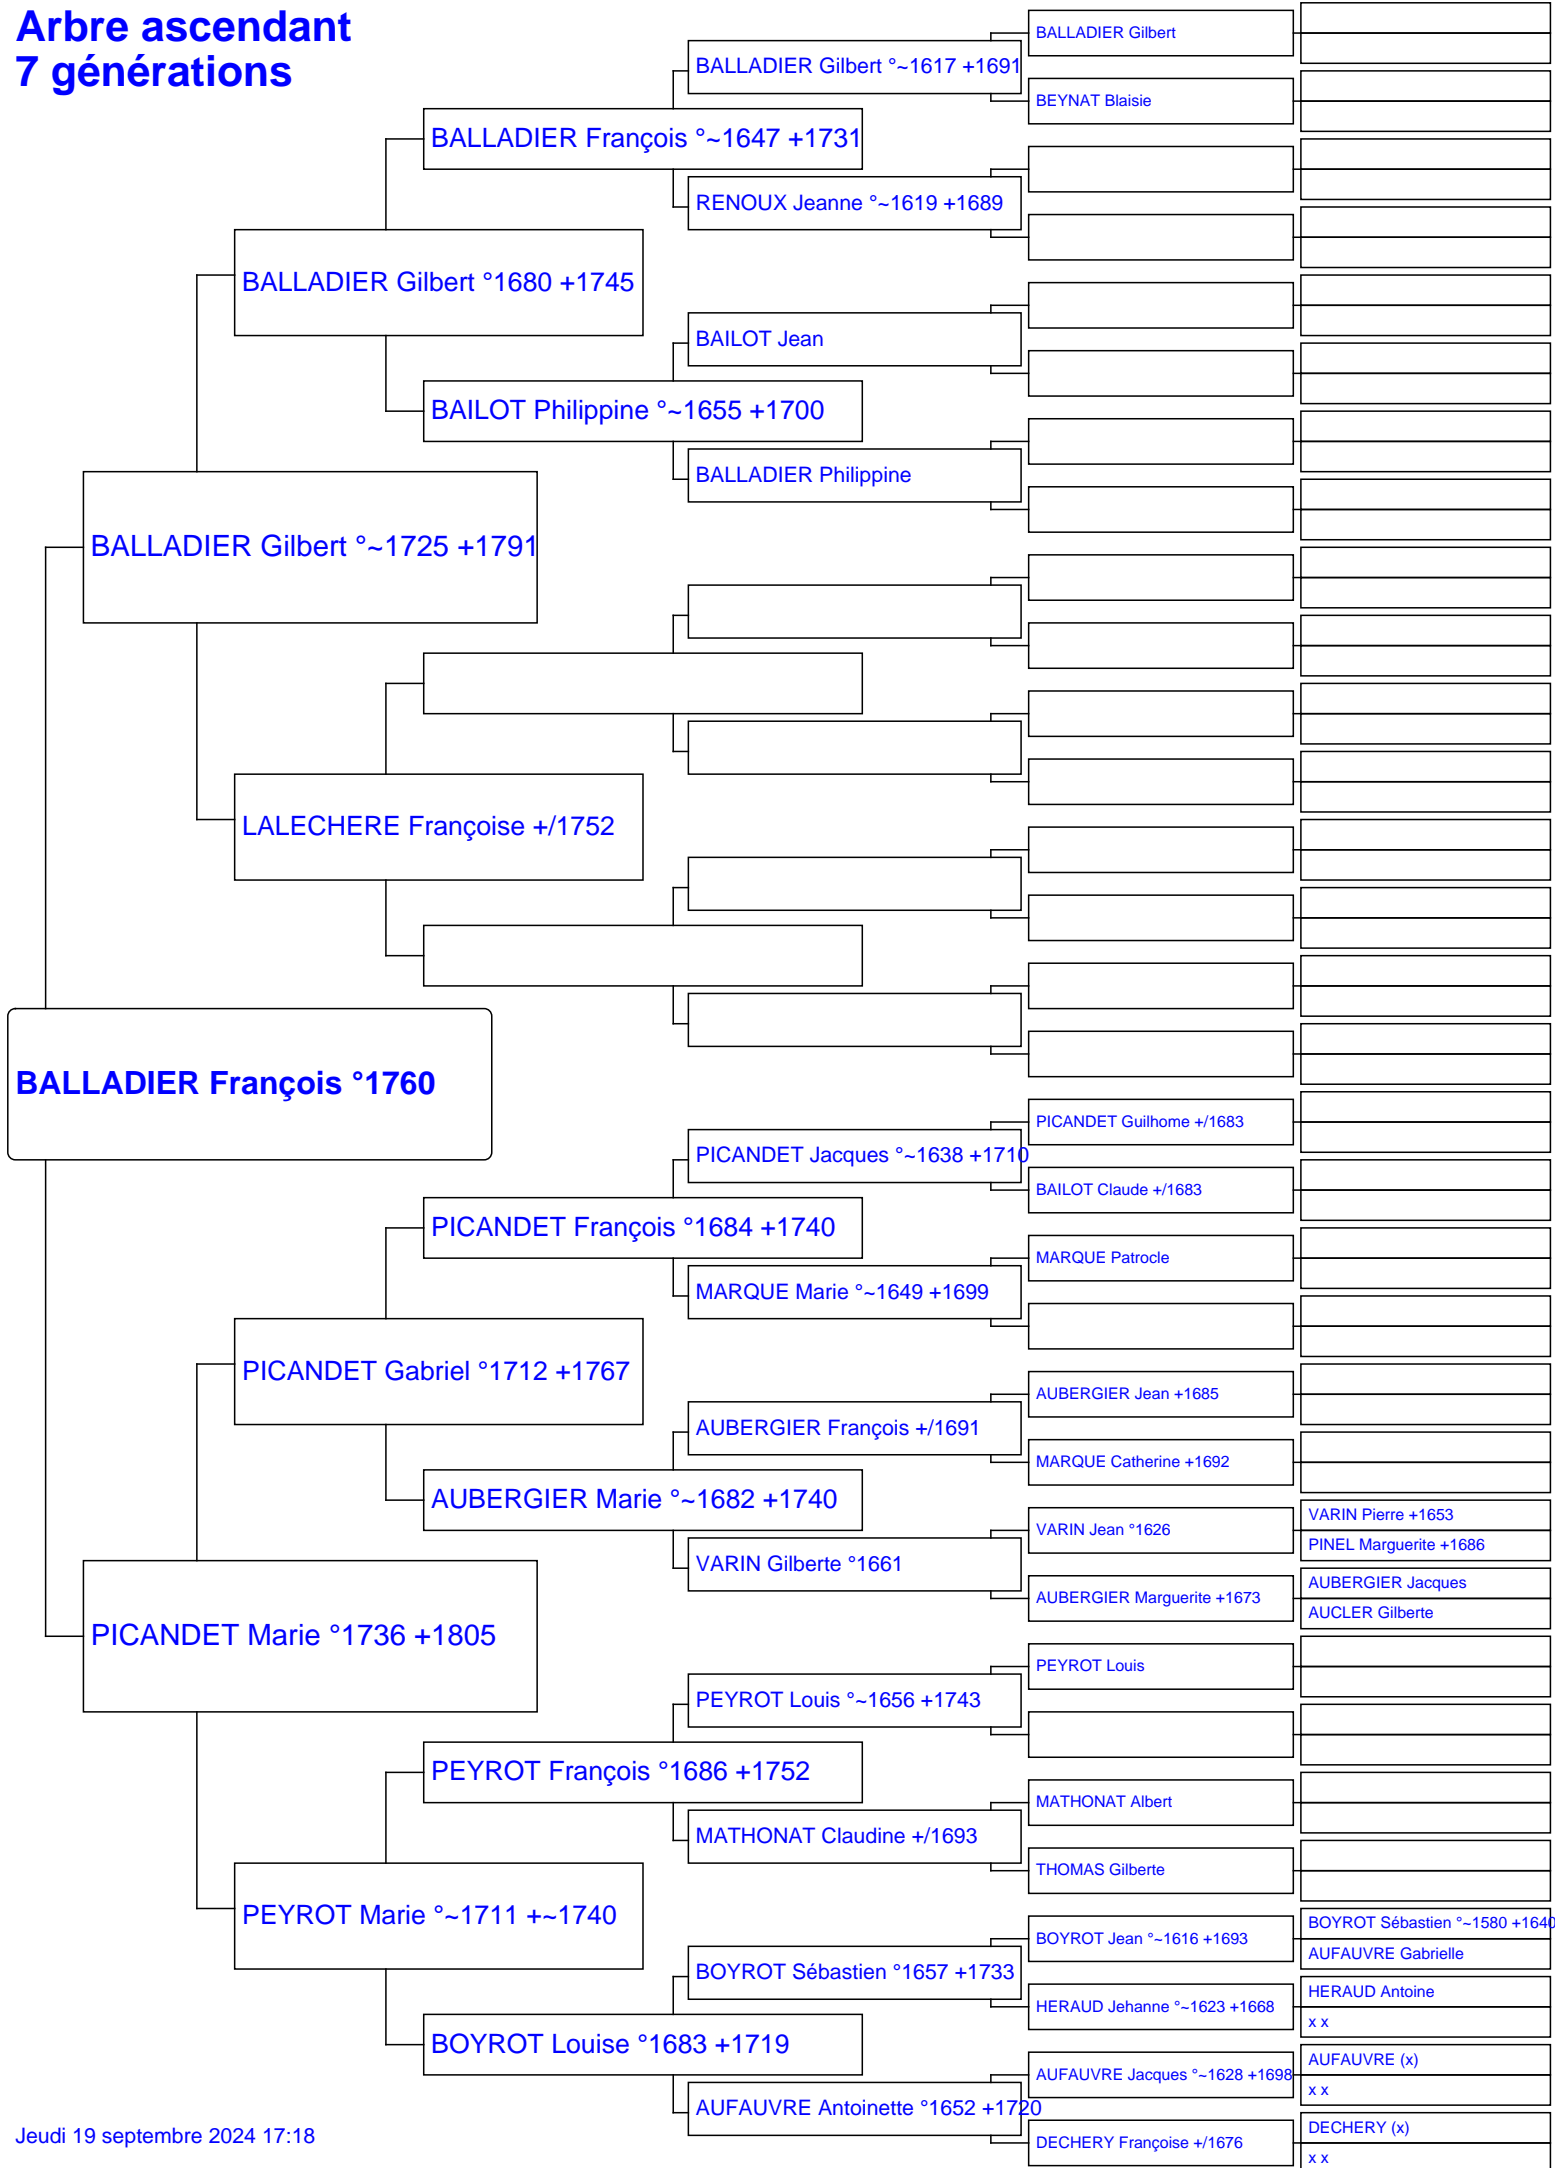 Arbre ascendant
7 générations
BALLADIER François °1760
BALLADIER Gilbert °~1725 +1791
PICANDET Marie °1736 +1805
BALLADIER Gilbert °1680 +1745
LALECHERE Françoise +/1752
PICANDET Gabriel °1712 +1767
PEYROT Marie °~1711 +~1740
BALLADIER François °~1647 +1731
BAILOT Philippine °~1655 +1700
PICANDET François °1684 +1740
AUBERGIER Marie °~1682 +1740
PEYROT François °1686 +1752
BOYROT Louise °1683 +1719
BALLADIER Gilbert °~1617 +1691
RENOUX Jeanne °~1619 +1689
BAILOT Jean
BALLADIER Philippine
PICANDET Jacques °~1638 +1710
MARQUE Marie °~1649 +1699
AUBERGIER François +/1691
VARIN Gilberte °1661
PEYROT Louis °~1656 +1743
MATHONAT Claudine +/1693
BOYROT Sébastien °1657 +1733
AUFAUVRE Antoinette °1652 +1720
BALLADIER Gilbert
BEYNAT Blaisie
PICANDET Guilhome +/1683
BAILOT Claude +/1683
MARQUE Patrocle
AUBERGIER Jean +1685
MARQUE Catherine +1692
VARIN Jean °1626
AUBERGIER Marguerite +1673
PEYROT Louis
MATHONAT Albert
THOMAS Gilberte
BOYROT Jean °~1616 +1693
HERAUD Jehanne °~1623 +1668
AUFAUVRE Jacques °~1628 +1698
DECHERY Françoise +/1676
VARIN Pierre +1653
PINEL Marguerite +1686
AUBERGIER Jacques
AUCLER Gilberte
BOYROT Sébastien °~1580 +1640
AUFAUVRE Gabrielle
HERAUD Antoine
x x
AUFAUVRE (x)
x x
DECHERY (x)
x x
Jeudi 19 septembre 2024 17:18